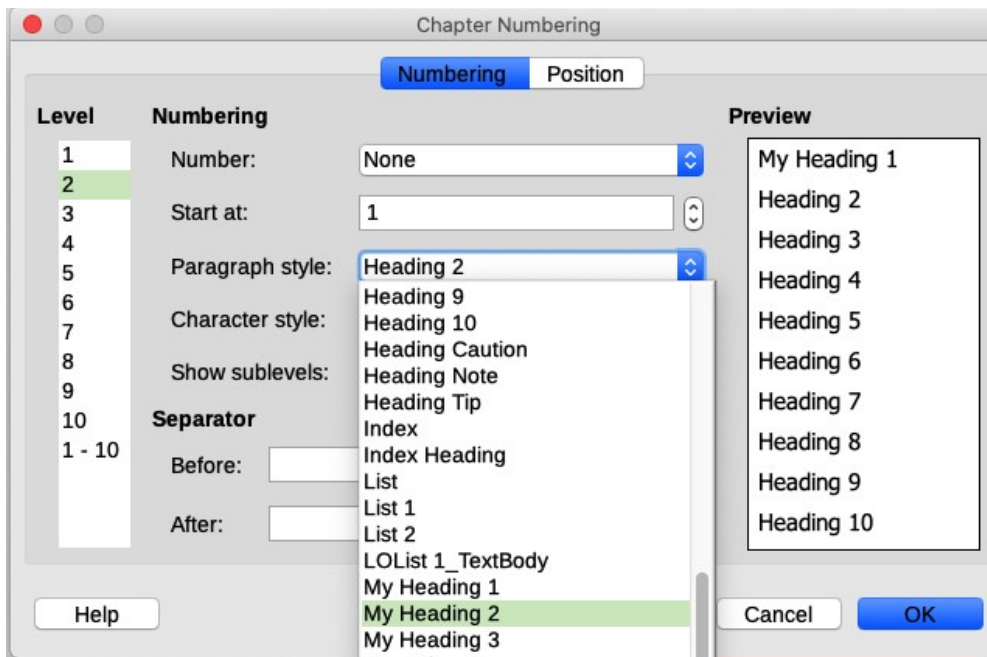 Chapter Numbering
Numbering Position
Level
1
2
3
4
5
6
7
8
9
10
1 - 10
Numbering
Number: None
Start at: 1
Paragraph style: Heading 2
Heading 9
Heading 10
Heading Caution
Heading Note
Heading Tip
Index
Index Heading
List
List 1
List 2
LOList 1_TextBody
My Heading 1
My Heading 2
My Heading 3
Character style:
Show sublevels:
Separator
Before:
After:
Preview
My Heading 1
Heading 2
Heading 3
Heading 4
Heading 5
Heading 6
Heading 7
Heading 8
Heading 9
Heading 10
Help Cancel OK